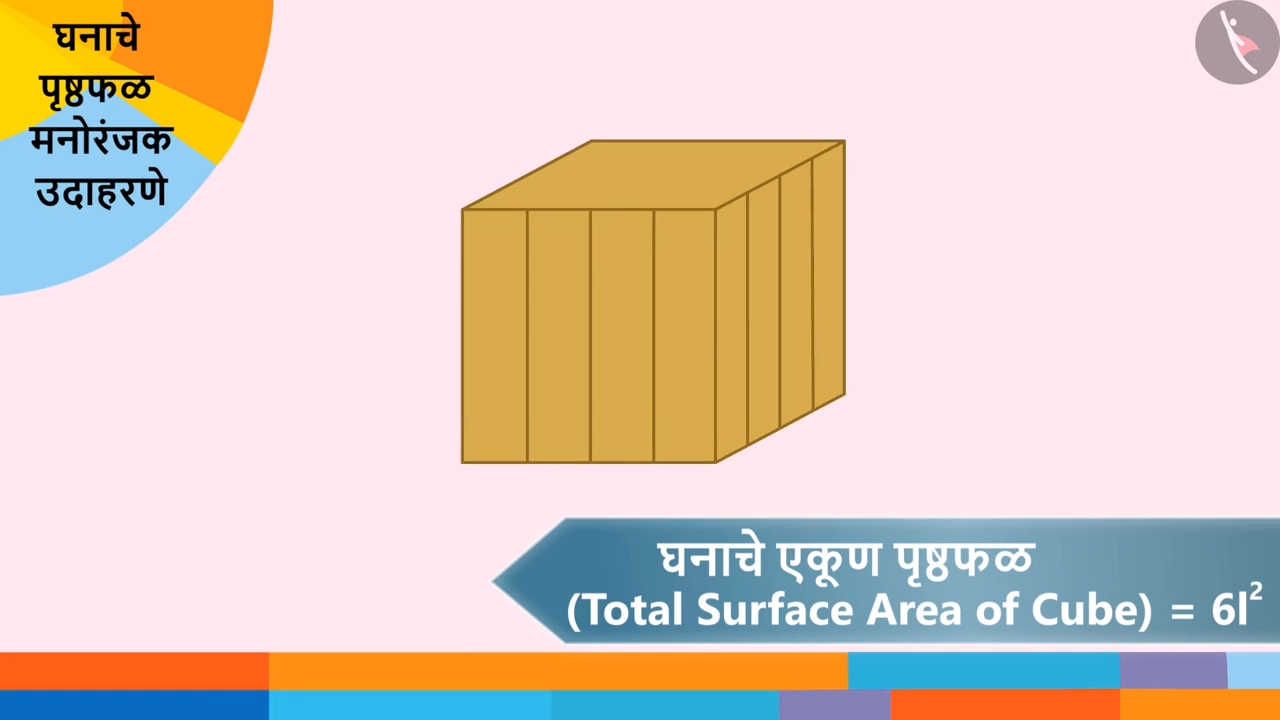 घनाचे
पृष्ठफळ
मनोरंजक
उदाहरणे
घनाचे एकूण पृष्ठफळ
(Total Surface Area of Cube) = 6l²